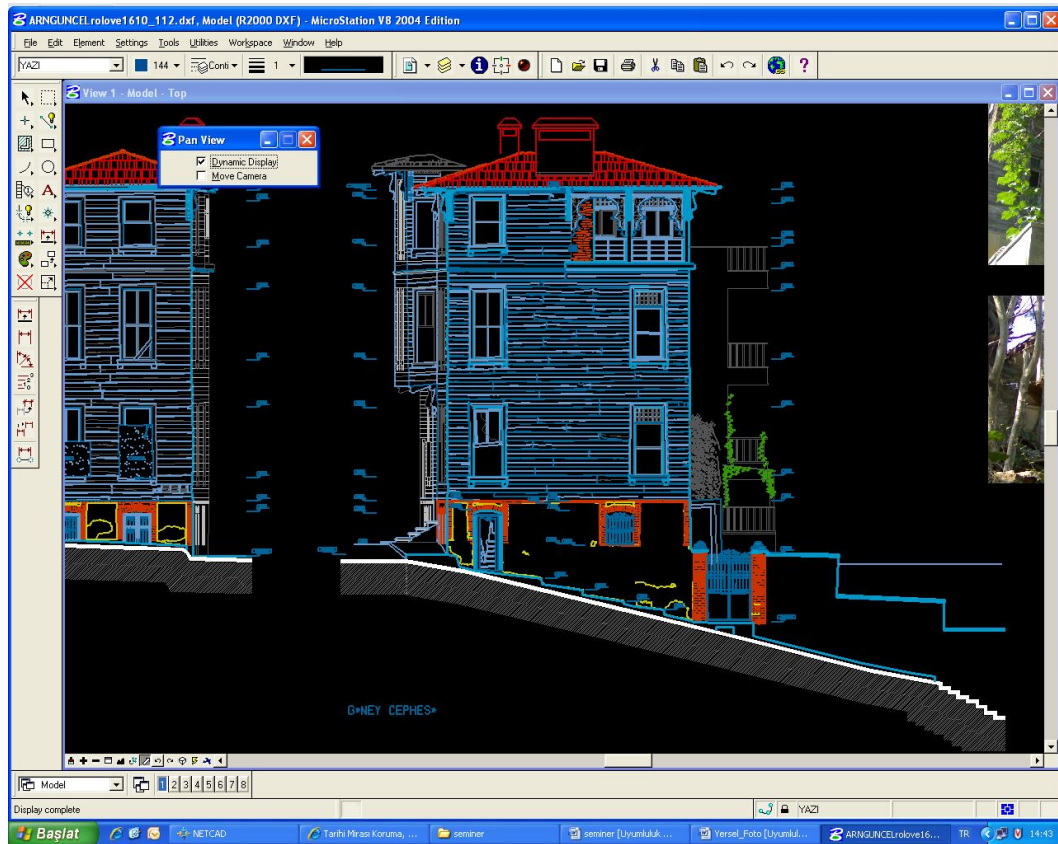 ARNGUNCELrolove1610_112.dxf, Model (R2000 DXF) - MicroStation V8 2004 Edition
File Edit Element Settings Tools Utilities Workspace Window Help
YAZI 144 Conti 1
View 1 - Model - Top
Pan View
Dynamic Display
Move Camera
G*NEY CEPHES*
Model 1 2 3 4 5 6 7 8
Display complete YAZI
Başlat NETCAD Tarihi Mirası Koruma, ... seminer seminer [Uyumluluk ... Yersel_Foto [Uyumlul... ARNGUNCELrolove16... TR 14:43